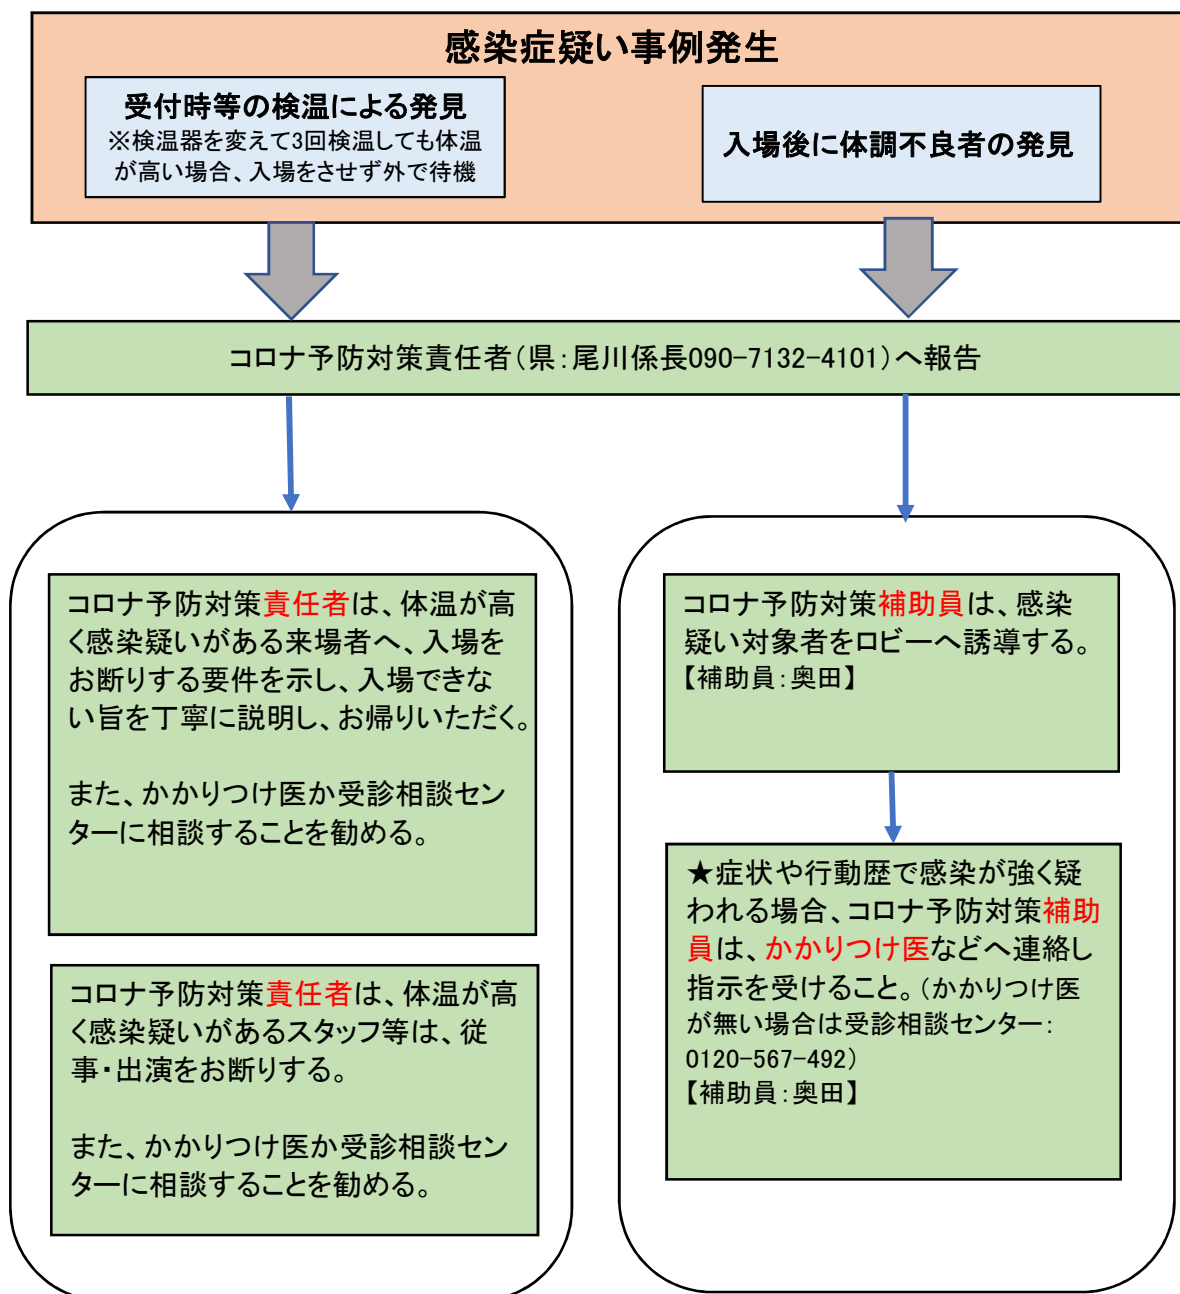 感染症疑い事例発生
受付時等の検温による発見
※検温器を変えて3回検温しても体温
が高い場合、入場をさせず外で待機
入場後に体調不良者の発見
コロナ予防対策責任者(県:尾川係長090-7132-4101)へ報告
コロナ予防対策責任者は、体温が高
く感染疑いがある来場者へ、入場を
お断りする要件を示し、入場できな
い旨を丁寧に説明し、お帰りいただく。
また、かかりつけ医か受診相談セン
ターに相談することを勧める。
コロナ予防対策責任者は、体温が高
く感染疑いがあるスタッフ等は、従
事・出演をお断りする。
また、かかりつけ医か受診相談セン
ターに相談することを勧める。
コロナ予防対策補助員は、感染
疑い対象者をロビーへ誘導する。
【補助員:奥田】
★症状や行動歴で感染が強く疑
われる場合、コロナ予防対策補助
員は、かかりつけ医などへ連絡し
指示を受けること。(かかりつけ医
が無い場合は受診相談センター:
0120-567-492)
【補助員:奥田】